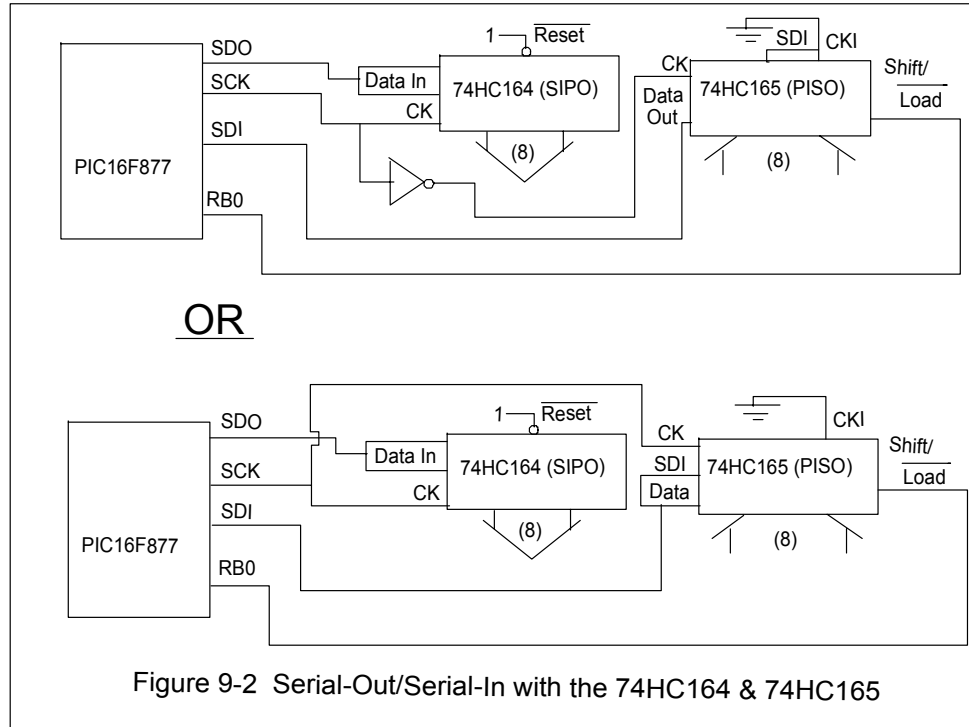 SDO
SCK
SDI
RB0
PIC16F877
Data In
CK
1
Reset
74HC164 (SIPO)
(8)
CK
Data
Out
SDI
CKI
74HC165 (PISO)
(8)
Shift/
Load
OR
SDO
SCK
SDI
RB0
PIC16F877
Data In
CK
1
Reset
74HC164 (SIPO)
(8)
CK
SDI
Data
CKI
74HC165 (PISO)
(8)
Shift/
Load
Figure 9-2 Serial-Out/Serial-In with the 74HC164 & 74HC165